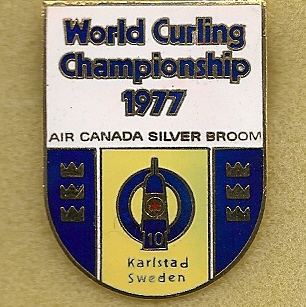 World Curling
Championship
1977
AIR CANADA SILVER BROOM
10
Karlstad
Sweden